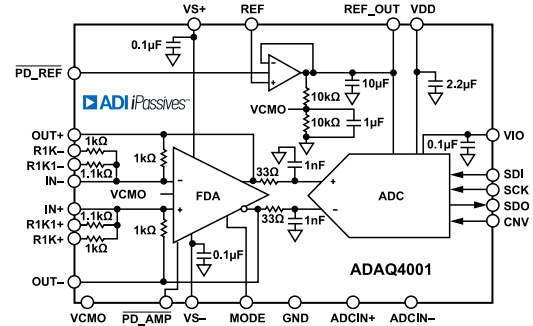 VS+ REF REF_OUT VDD
0.1µF
PD_REF
10µF
2.2µF
10kΩ
VCMO
10kΩ
1µF
ADI iPassives™
OUT+
1kΩ
R1K–
R1K1–
1.1kΩ
IN–
1kΩ
VCMO
IN+
1.1kΩ
R1K1+
R1K+
1kΩ
1kΩ
OUT–
FDA
33Ω
1nF
33Ω
1nF
0.1µF
ADC
0.1µF
VIO
SDI
SCK
SDO
CNV
ADAQ4001
VCMO PD_AMP VS– MODE GND ADCIN+ ADCIN–